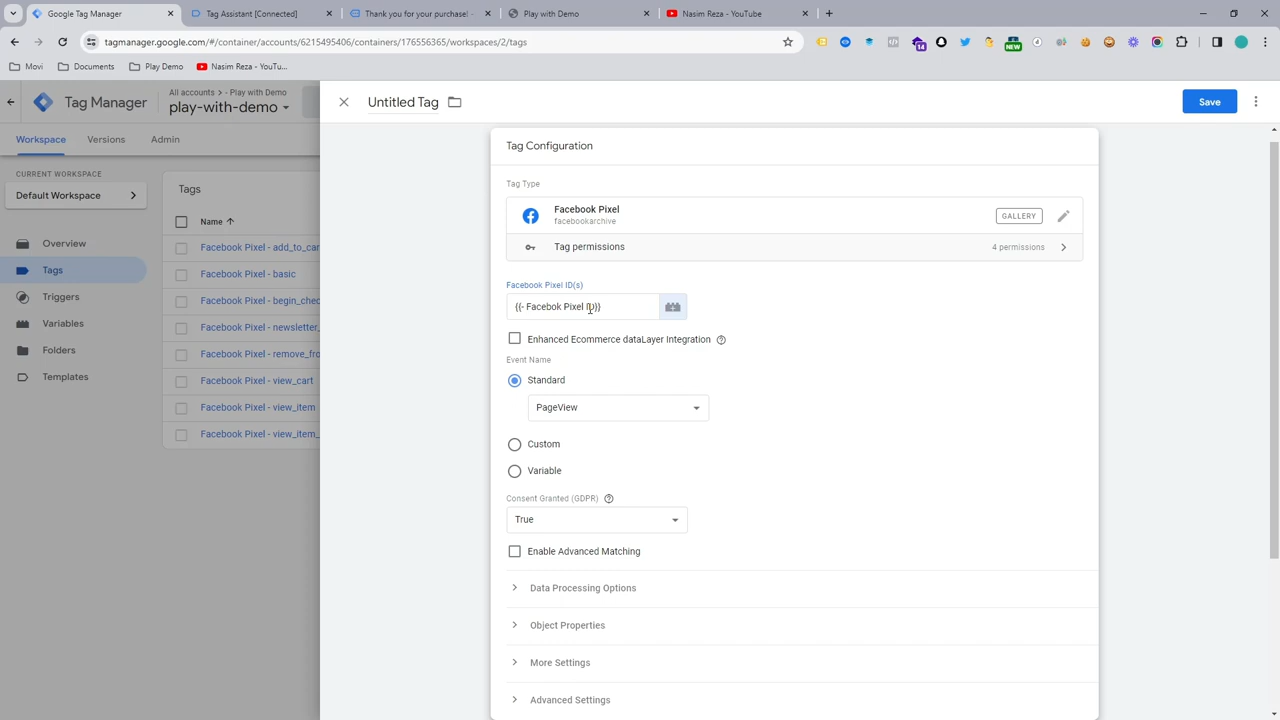 Google Tag Manager
Tag Assistant [Connected]
Thank you for your purchase! -
Play with Demo
Nasim Reza - YouTube
tagmanager.google.com/#/container/accounts/6215495406/containers/176556365/workspaces/2/tags
14
NEW
Movi
Documents
Play Demo
Nasim Reza - YouTu...
All accounts > - Play with Demo
Tag Manager
play-with-demo
Untitled Tag
Save
Workspace
Versions
Admin
Tag Configuration
CURRENT WORKSPACE
Default Workspace
Tags
Tag Type
Facebook Pixel
facebookarchive
GALLERY
Name
Tag permissions
4 permissions
Overview
Facebook Pixel - add_to_car
Tags
Facebook Pixel - basic
Facebook Pixel ID(s)
Triggers
Facebook Pixel - begin_chec
{{- Facebok Pixel ID}}
Variables
Facebook Pixel - newsletter_
Enhanced Ecommerce dataLayer Integration
Folders
Facebook Pixel - remove_fro
Event Name
Templates
Facebook Pixel - view_cart
Standard
Facebook Pixel - view_item
PageView
Facebook Pixel - view_item_
Custom
Variable
Consent Granted (GDPR)
True
Enable Advanced Matching
Data Processing Options
Object Properties
More Settings
Advanced Settings